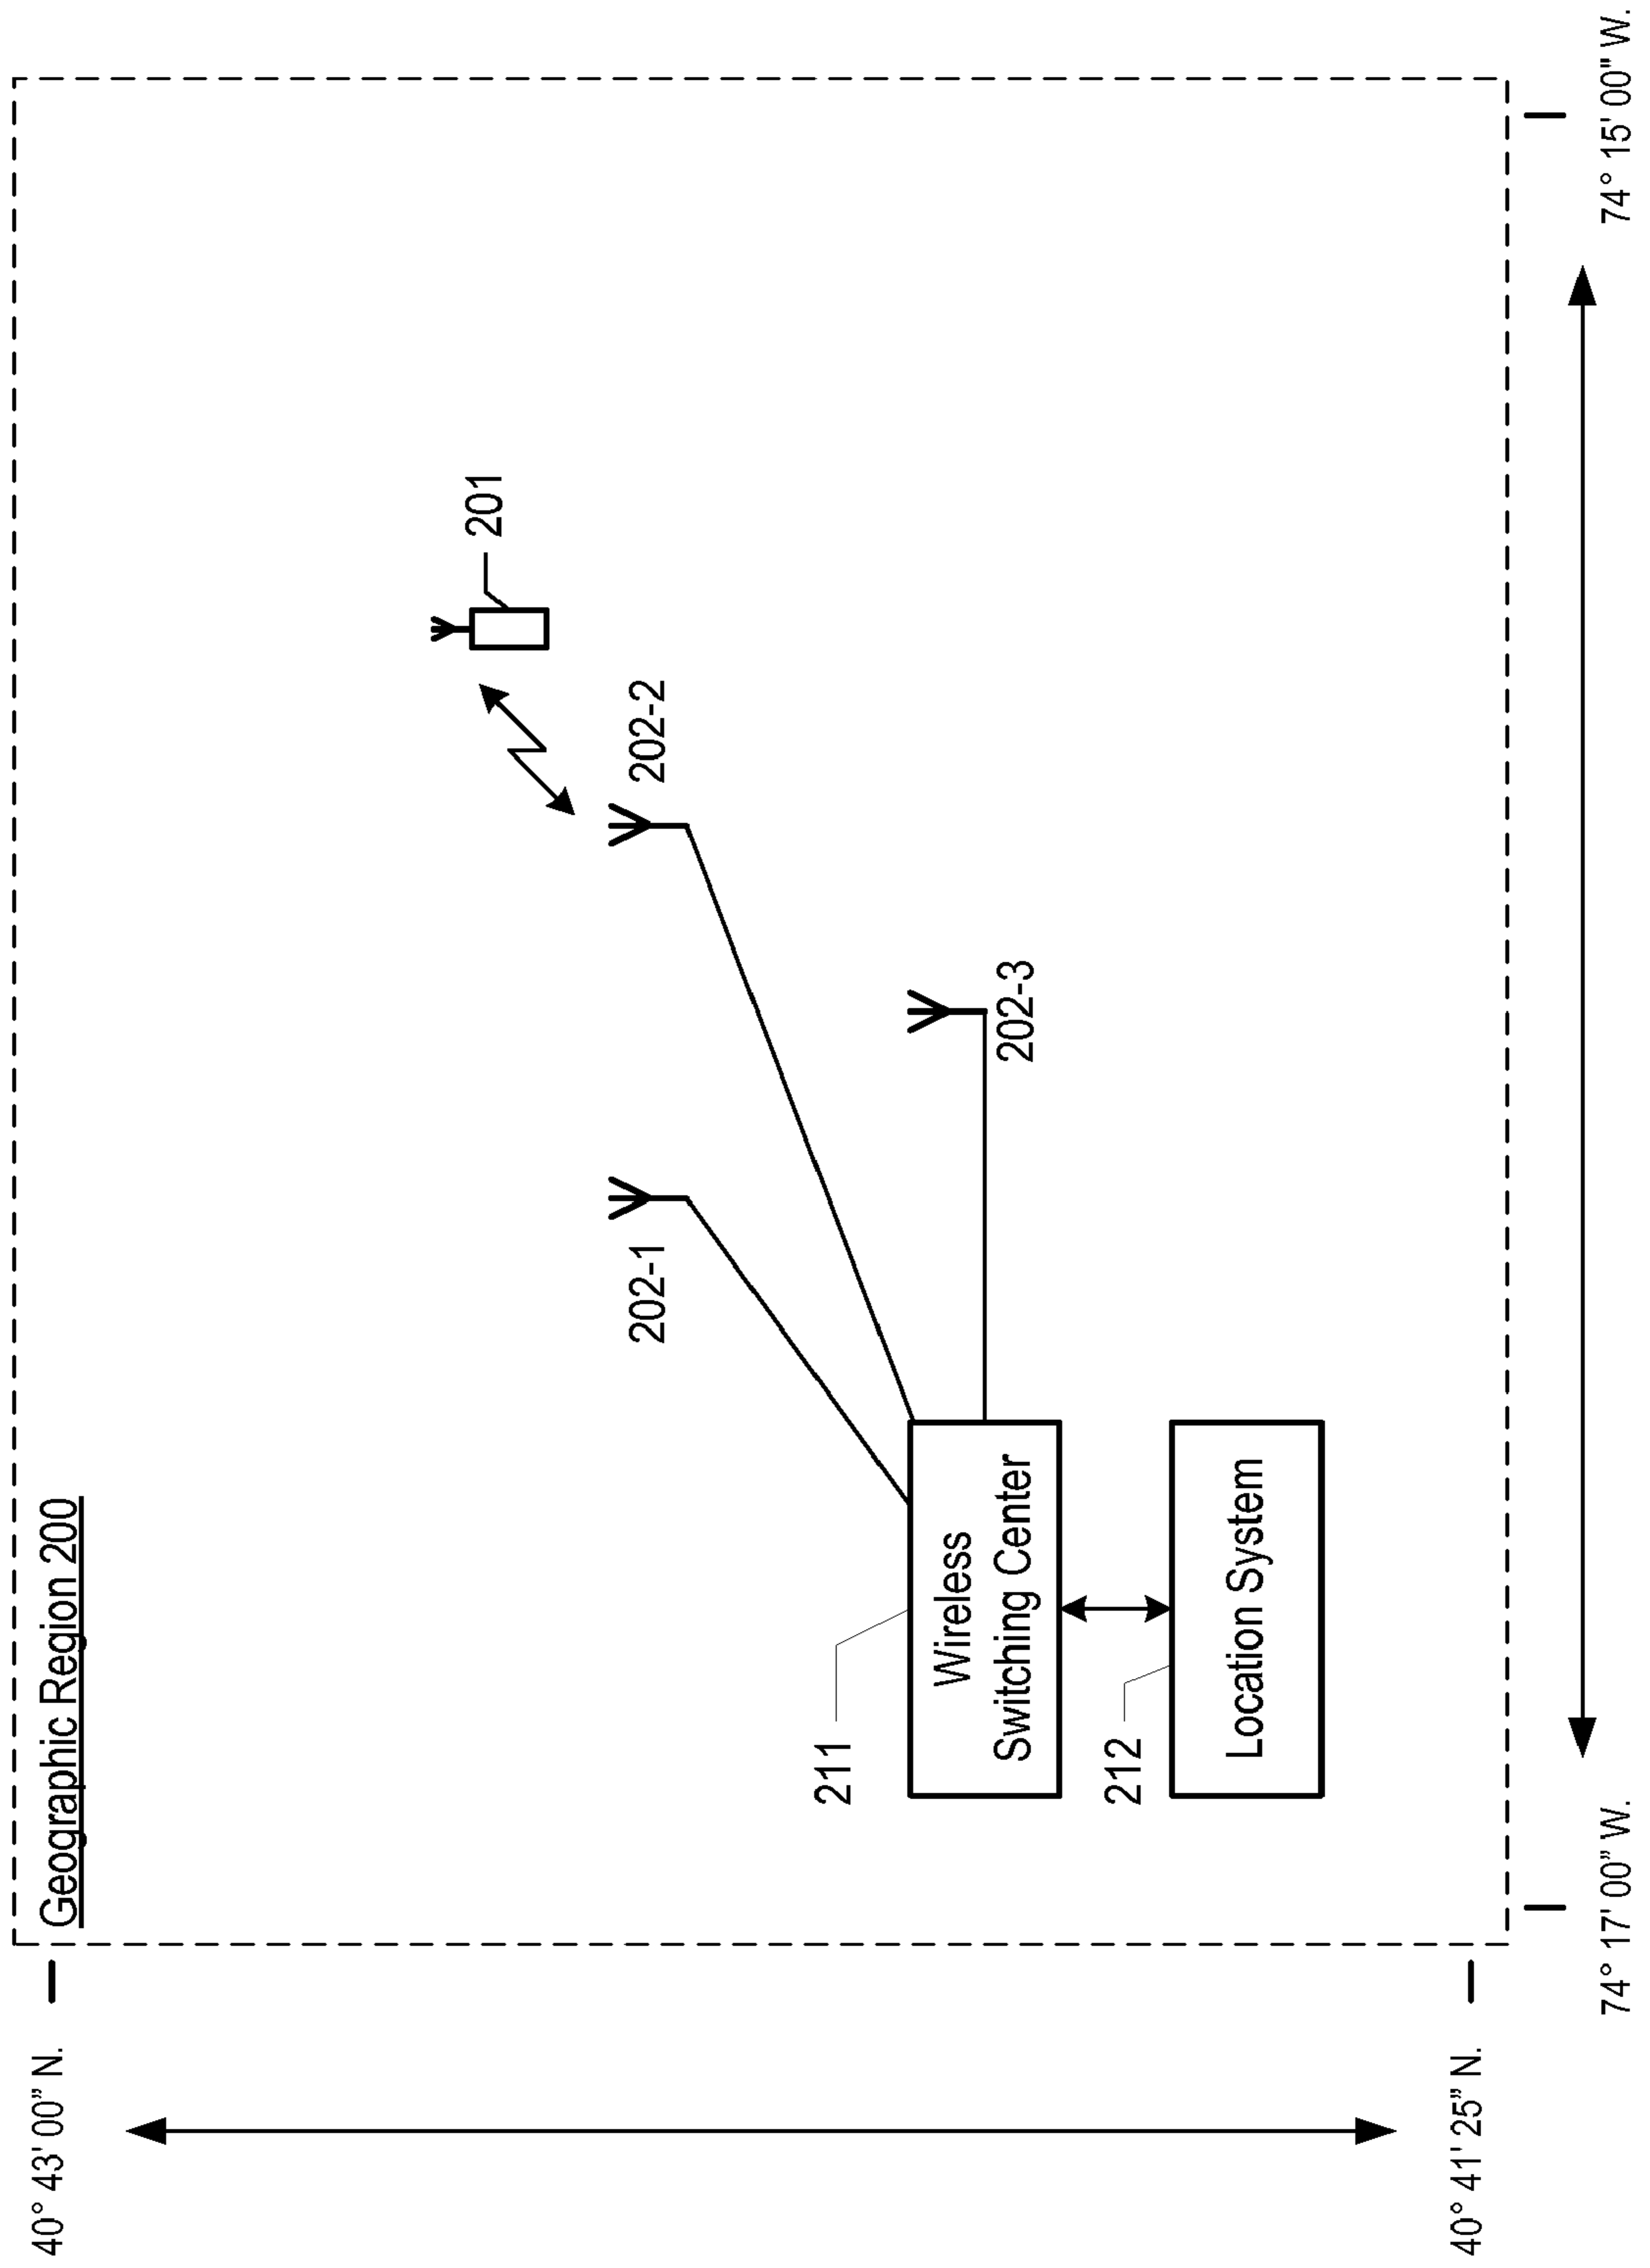 Geographic Region 200
40° 43' 00” N.
201
202-1
202-2
211
Wireless
Switching Center
202-3
212
Location System
40° 41' 25” N.
74° 17' 00” W.
74° 15' 00" W.